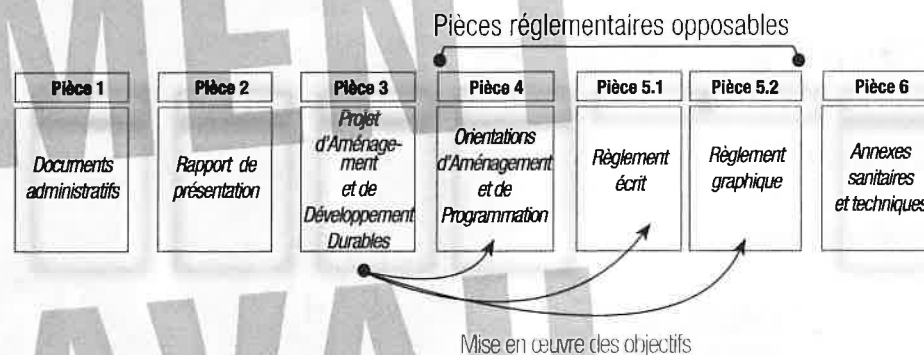 Pièces réglementaires opposables
Pièce 1
Pièce 2
Pièce 3
Pièce 4
Pièce 5.1
Pièce 5.2
Pièce 6
Documents
administratifs
Rapport de
présentation
Projet
d'Aménage-
ment
et de
Développement
Durables
Orientations
d'Aménagement
et de
Programmation
Règlement
écrit
Règlement
graphique
Annexes
sanitaires
et techniques
Mise en œuvre des objectifs
MENT